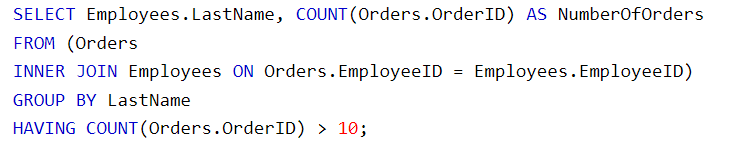 SELECT Employees.LastName, COUNT(Orders.OrderID) AS NumberOfOrders
FROM (Orders
INNER JOIN Employees ON Orders.EmployeeID = Employees.EmployeeID)
GROUP BY LastName
HAVING COUNT(Orders.OrderID) > 10;